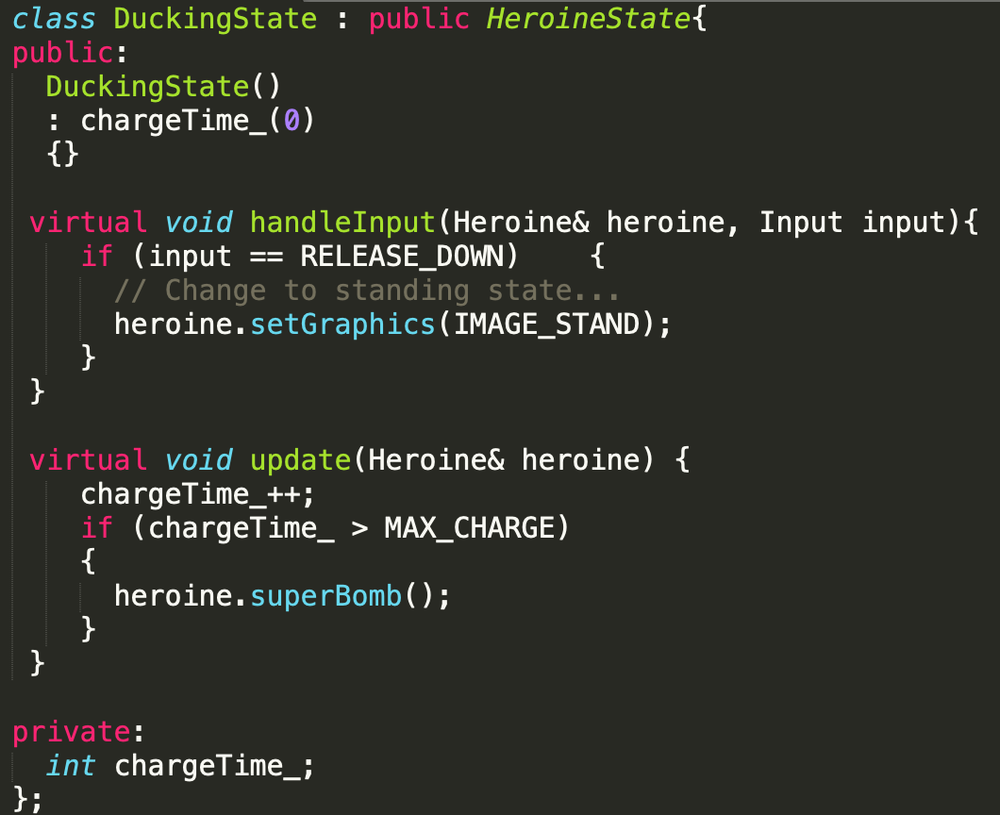 class DuckingState : public HeroineState{
public:
  DuckingState()
  : chargeTime_(0)
  {}

 virtual void handleInput(Heroine& heroine, Input input){
    if (input == RELEASE_DOWN)    {
      // Change to standing state...
      heroine.setGraphics(IMAGE_STAND);
    }
 }

 virtual void update(Heroine& heroine) {
    chargeTime_++;
    if (chargeTime_ > MAX_CHARGE)
    {
      heroine.superBomb();
    }
 }

private:
  int chargeTime_;
};